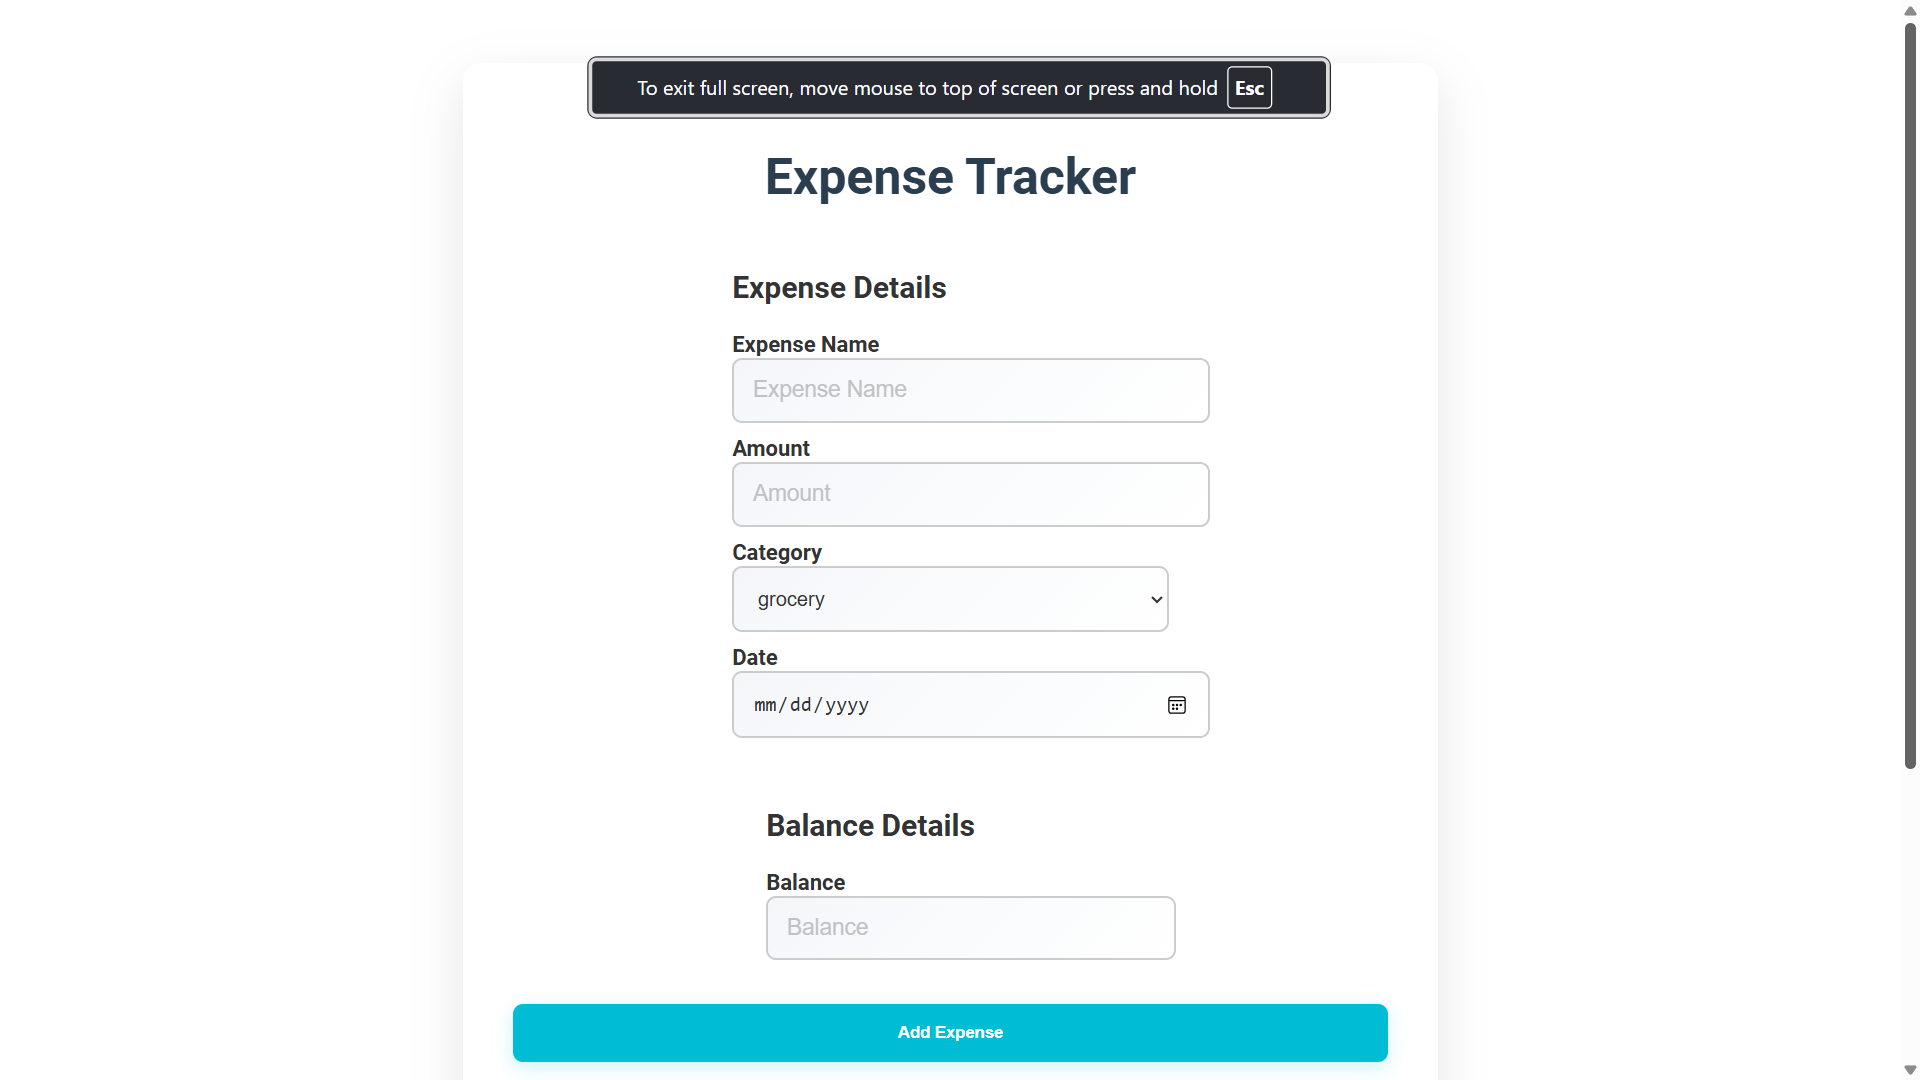 To exit full screen, move mouse to top of screen or press and hold Esc
Expense Tracker
Expense Details
Expense Name
Expense Name
Amount
Amount
Category
grocery
Date
mm/dd/yyyy
Balance Details
Balance
Balance
Add Expense